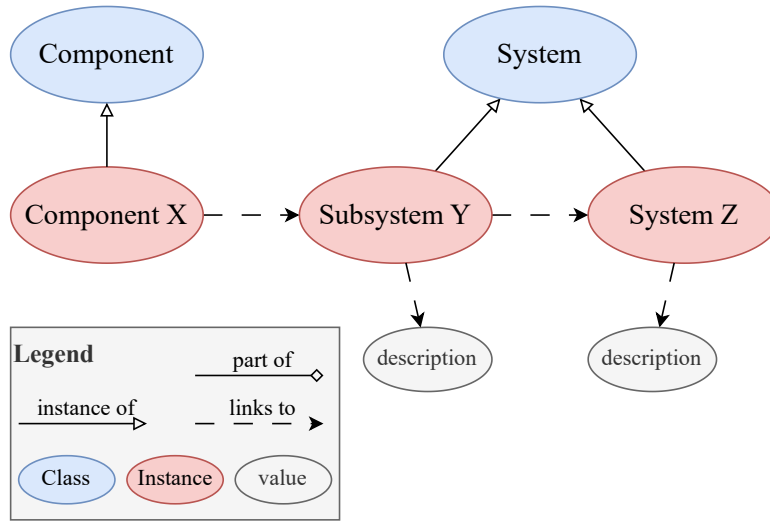 Component
System
Component X
Subsystem Y
System Z
description
description
Legend
part of
instance of
links to
Class
Instance
value